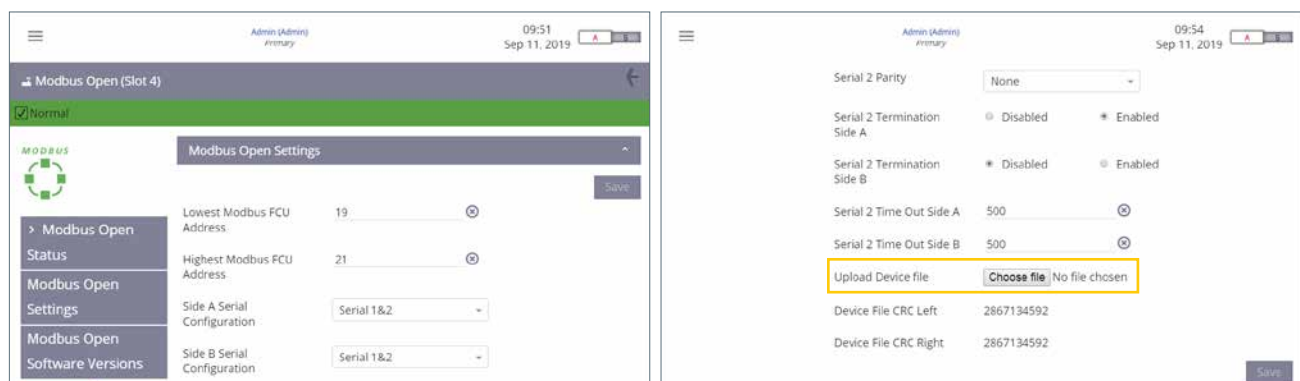 Admin (Admin)
Primary
09:51
Sep 11, 2019
A
Modbus Open (Slot 4)
Normal
MODBUS
Modbus Open Settings
Save
> Modbus Open
Status
Modbus Open
Settings
Modbus Open
Software Versions
Lowest Modbus FCU
Address
19
Highest Modbus FCU
Address
21
Side A Serial
Configuration
Serial 1&2
Side B Serial
Configuration
Serial 1&2
Admin (Admin)
Primary
09:54
Sep 11, 2019
A
Serial 2 Parity
None
Serial 2 Termination
Side A
Disabled
Enabled
Serial 2 Termination
Side B
Disabled
Enabled
Serial 2 Time Out Side A
500
Serial 2 Time Out Side B
500
Upload Device file
Choose file No file chosen
Device File CRC Left
2867134592
Device File CRC Right
2867134592
Save